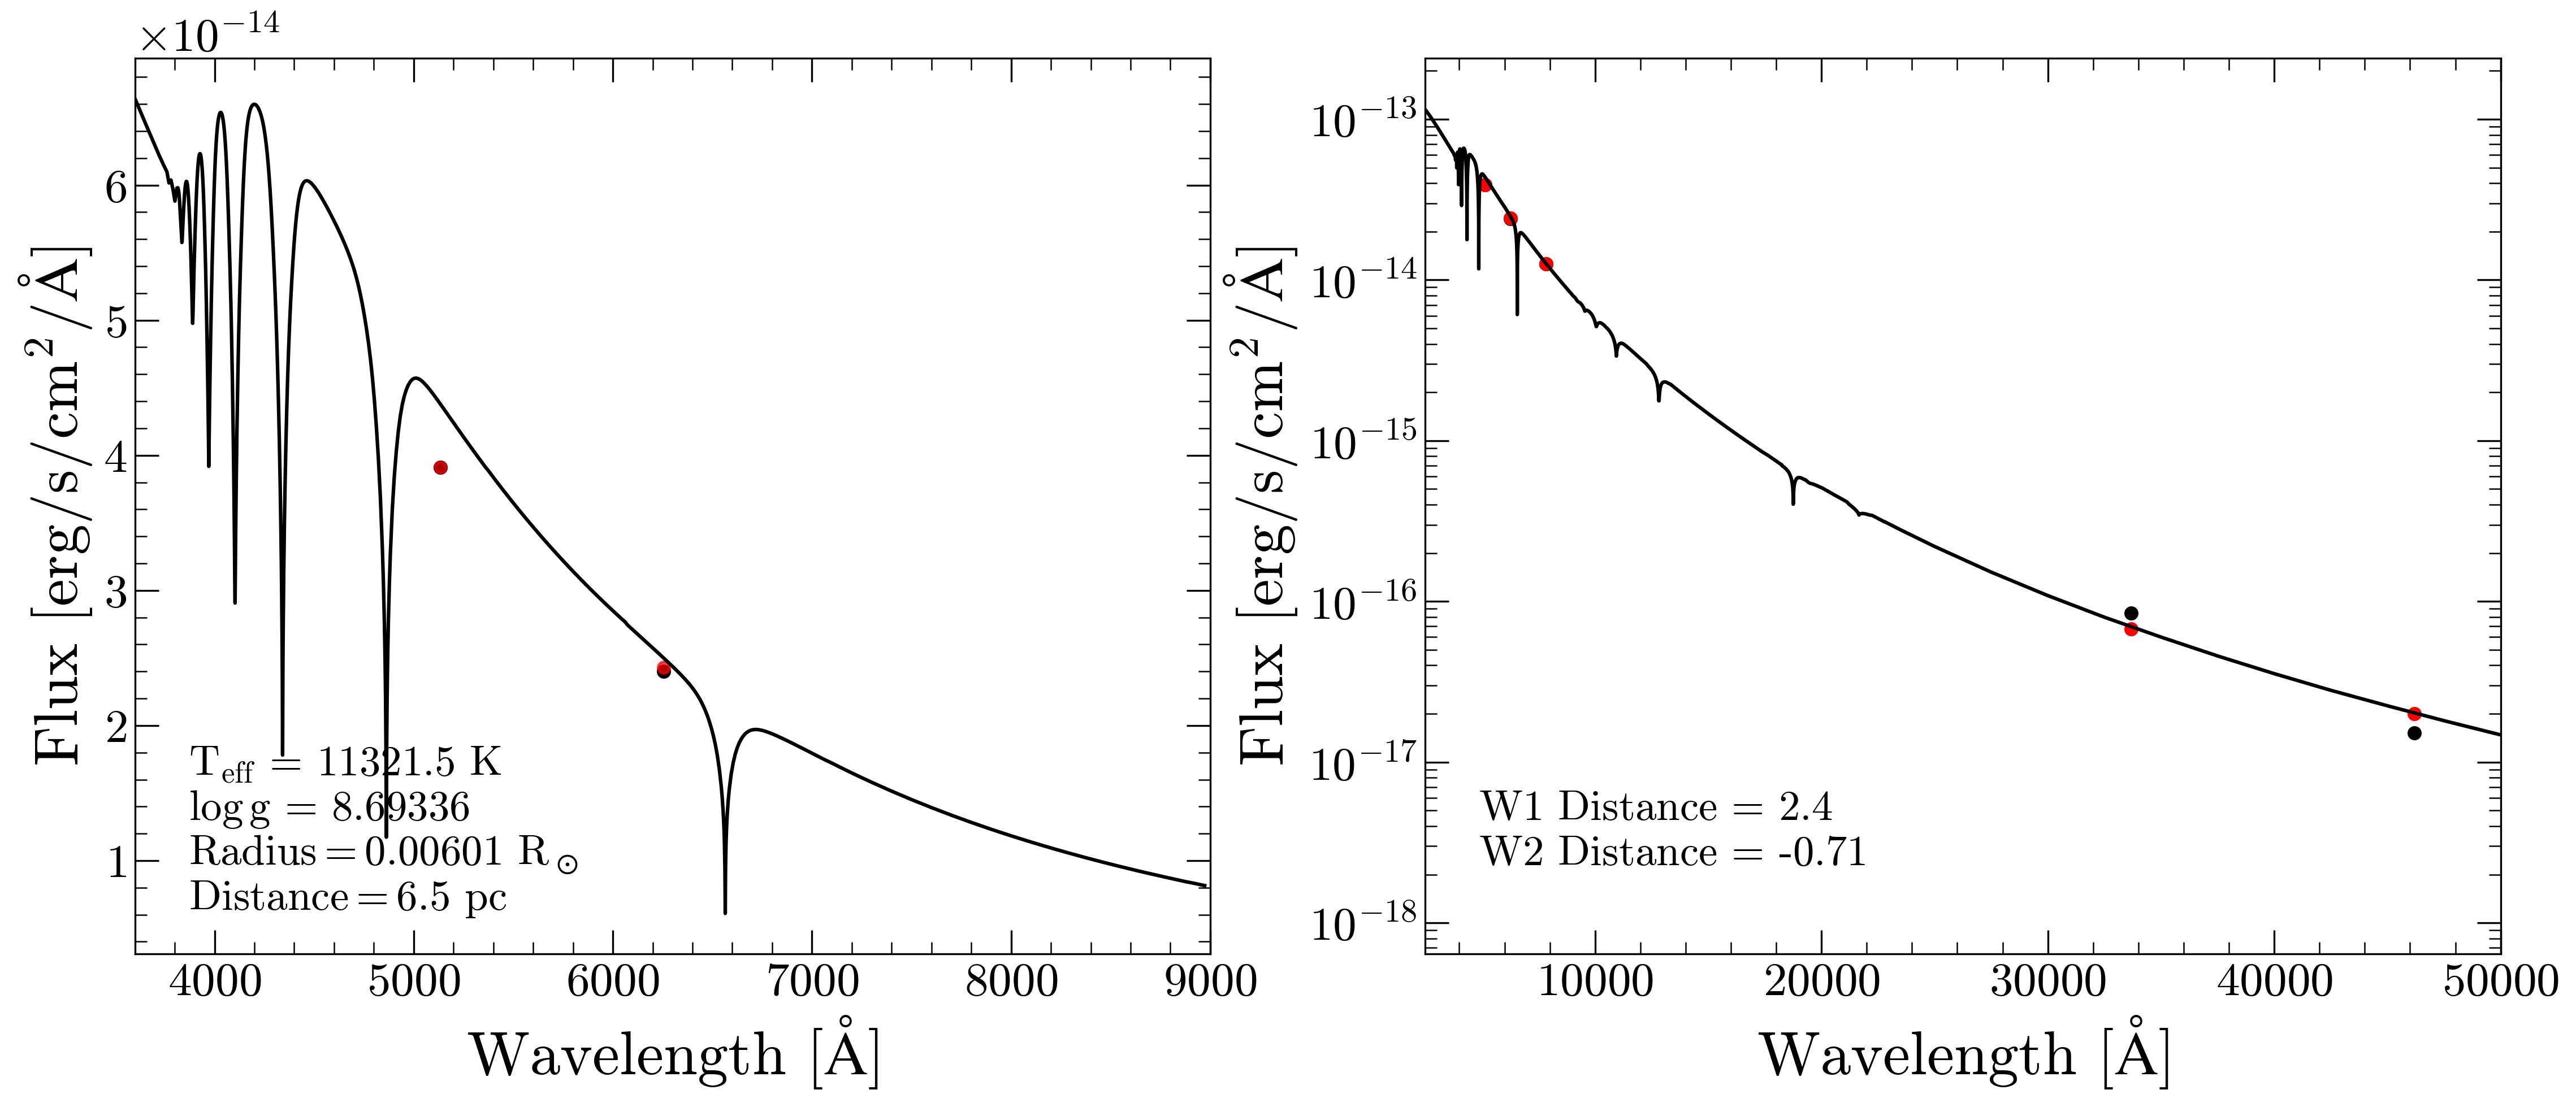 ×10⁻¹⁴
6
5
4
3
2
1
Flux [erg/s/cm²/Å]
T_eff = 11321.5 K
log g = 8.69336
Radius = 0.00601 R_⊙
Distance = 6.5 pc
4000 5000 6000 7000 8000 9000
Wavelength [Å]
10⁻¹³
10⁻¹⁴
10⁻¹⁵
10⁻¹⁶
10⁻¹⁷
10⁻¹⁸
Flux [erg/s/cm²/Å]
W1 Distance = 2.4
W2 Distance = -0.71
10000 20000 30000 40000 50000
Wavelength [Å]